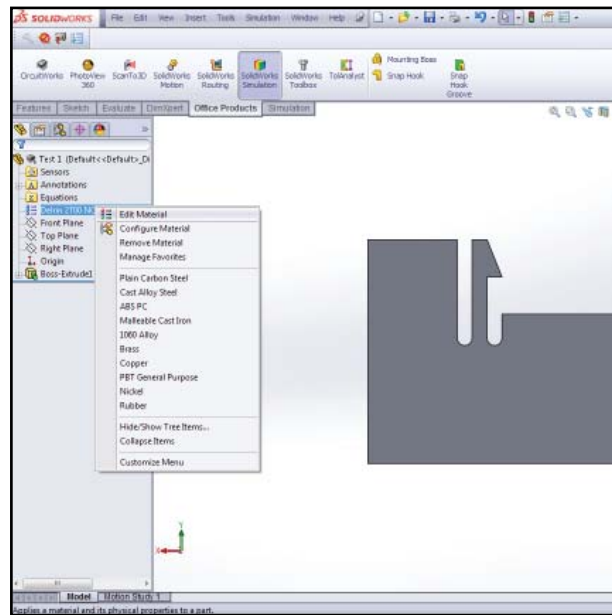 SOLIDWORKS File Edit View Insert Tools Simulation Window Help
CircuitWorks PhotoView 360 ScanTo3D SolidWorks Motion SolidWorks Routing SolidWorks Simulation SolidWorks Toolbox TolAnalyst Mounting Boss Snap Hook Snap Hook Groove
Features Sketch Evaluate DimXpert Office Products Simulation
Test 1 (Default<<Default>_Di
Sensors
Annotations
Equations
Front Plane
Top Plane
Right Plane
Origin
Boss-Extrude1
Edit Material
Configure Material
Remove Material
Manage Favorites
Plain Carbon Steel
Cast Alloy Steel
ABS PC
Malleable Cast Iron
1060 Alloy
Brass
Copper
PBT General Purpose
Nickel
Rubber
Hide/Show Tree Items...
Collapse Items
Customize Menu
Model Motion Study 1
Applies a material and its physical properties to a part.